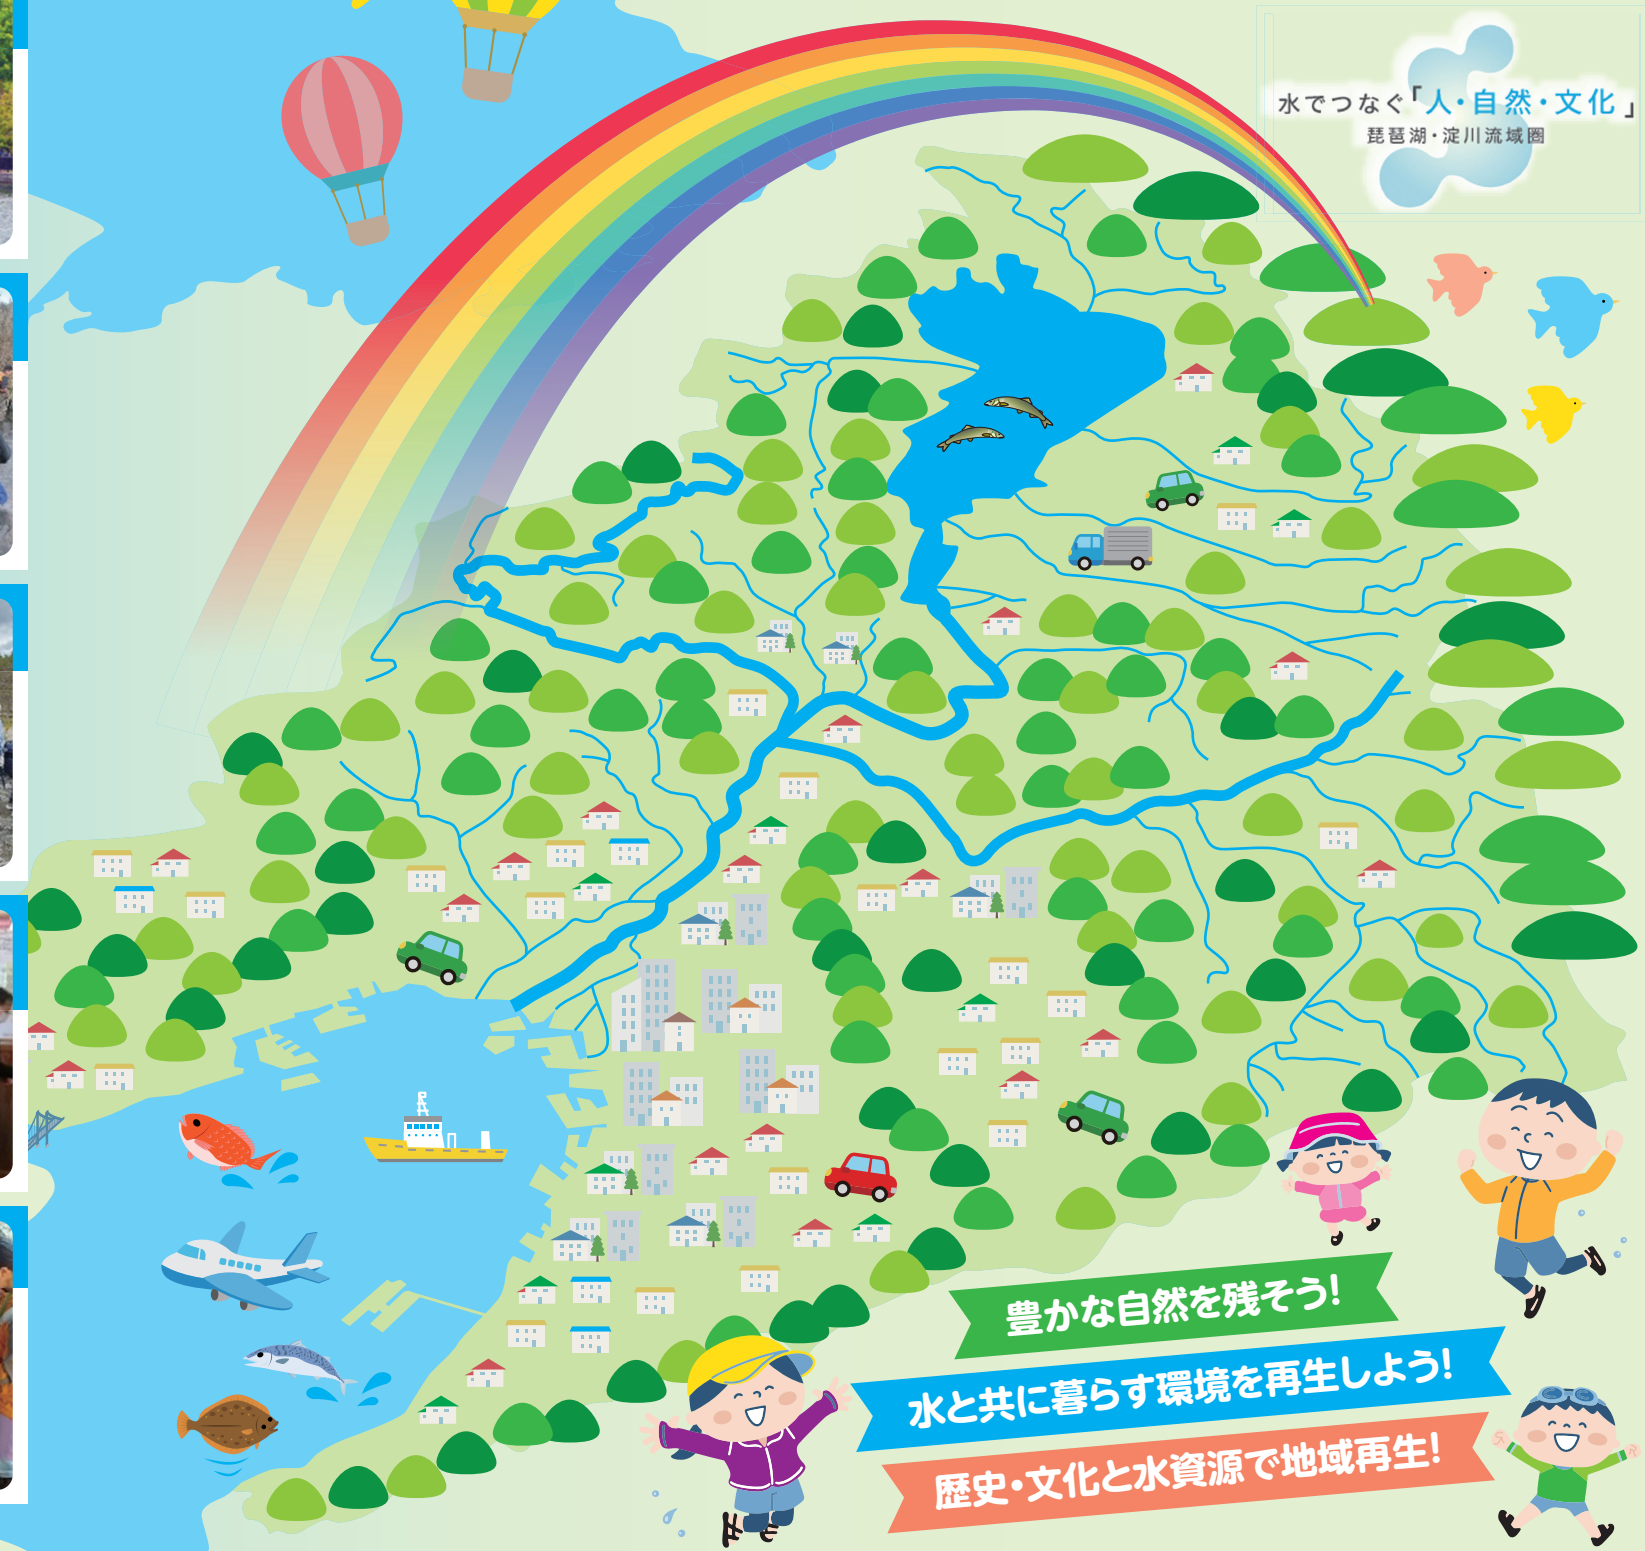 水でつなぐ「人・自然・文化」
琵琶湖・淀川流域圏
豊かな自然を残そう!
水と共に暮らす環境を再生しよう!
歴史・文化と水資源で地域再生!